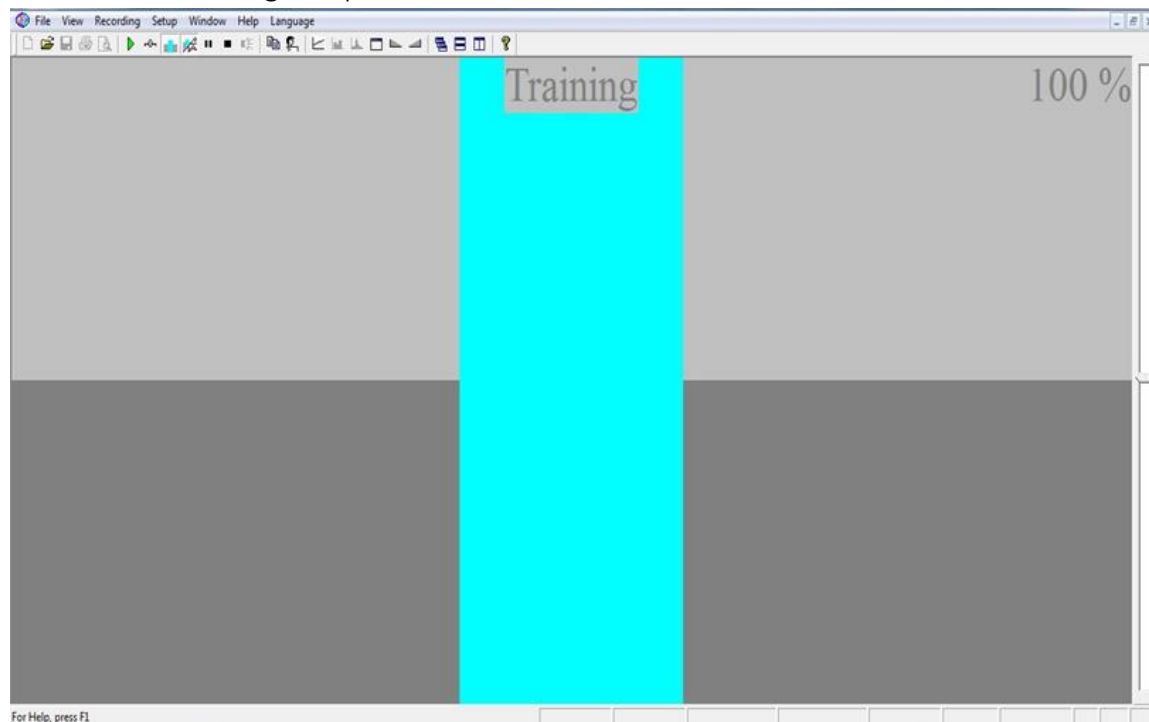 File View Recording Setup Window Help Language
Training
100 %
For Help, press F1